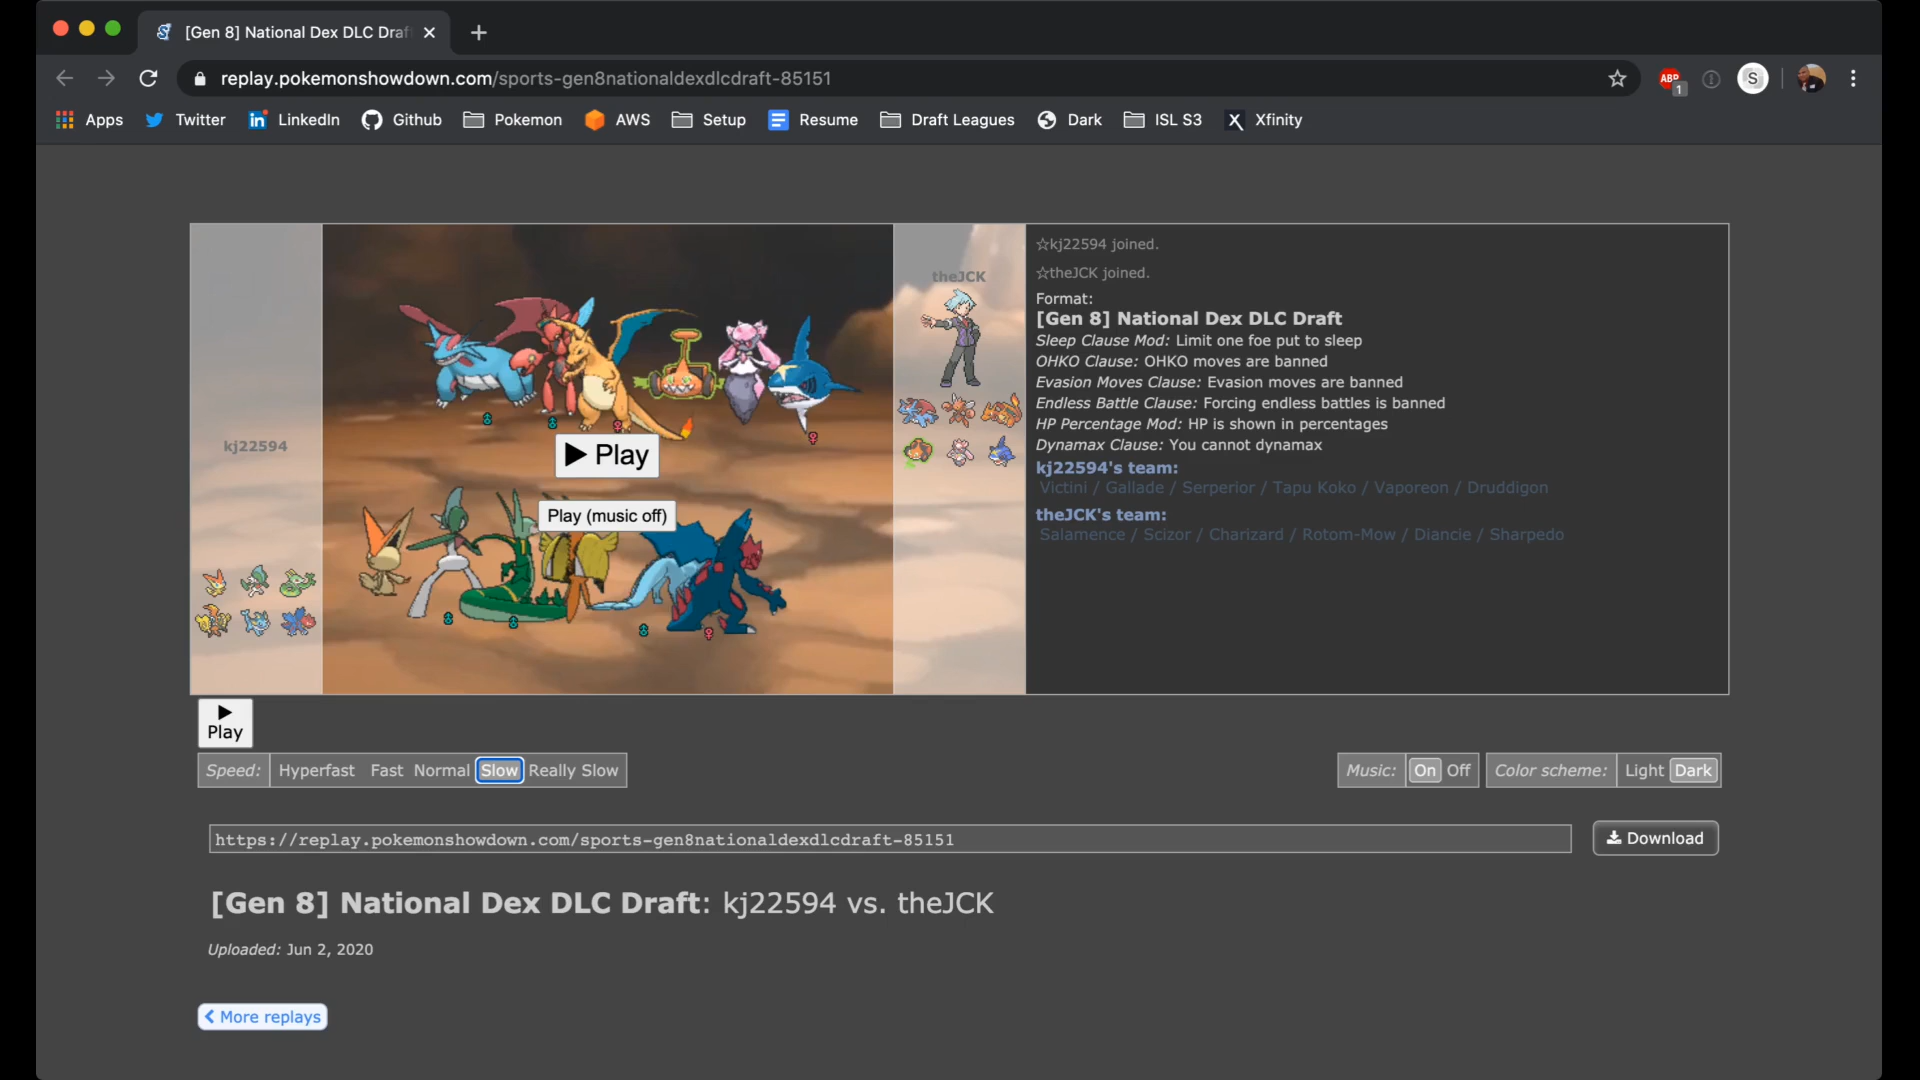 [Gen 8] National Dex DLC Draf
replay.pokemonshowdown.com/sports-gen8nationaldexdlcdraft-85151
ABP
1
S
Apps
Twitter
LinkedIn
Github
Pokemon
AWS
Setup
Resume
Draft Leagues
Dark
ISL S3
Xfinity
kj22594
theJCK
▶ Play
Play (music off)
☆kj22594 joined.
☆theJCK joined.
Format:
[Gen 8] National Dex DLC Draft
Sleep Clause Mod: Limit one foe put to sleep
OHKO Clause: OHKO moves are banned
Evasion Moves Clause: Evasion moves are banned
Endless Battle Clause: Forcing endless battles is banned
HP Percentage Mod: HP is shown in percentages
Dynamax Clause: You cannot dynamax
kj22594's team:
Victini / Gallade / Serperior / Tapu Koko / Vaporeon / Druddigon
theJCK's team:
Salamence / Scizor / Charizard / Rotom-Mow / Diancie / Sharpedo
▶
Play
Speed: Hyperfast Fast Normal Slow Really Slow
Music: On Off
Color scheme: Light Dark
https://replay.pokemonshowdown.com/sports-gen8nationaldexdlcdraft-85151
Download
[Gen 8] National Dex DLC Draft: kj22594 vs. theJCK
Uploaded: Jun 2, 2020
More replays